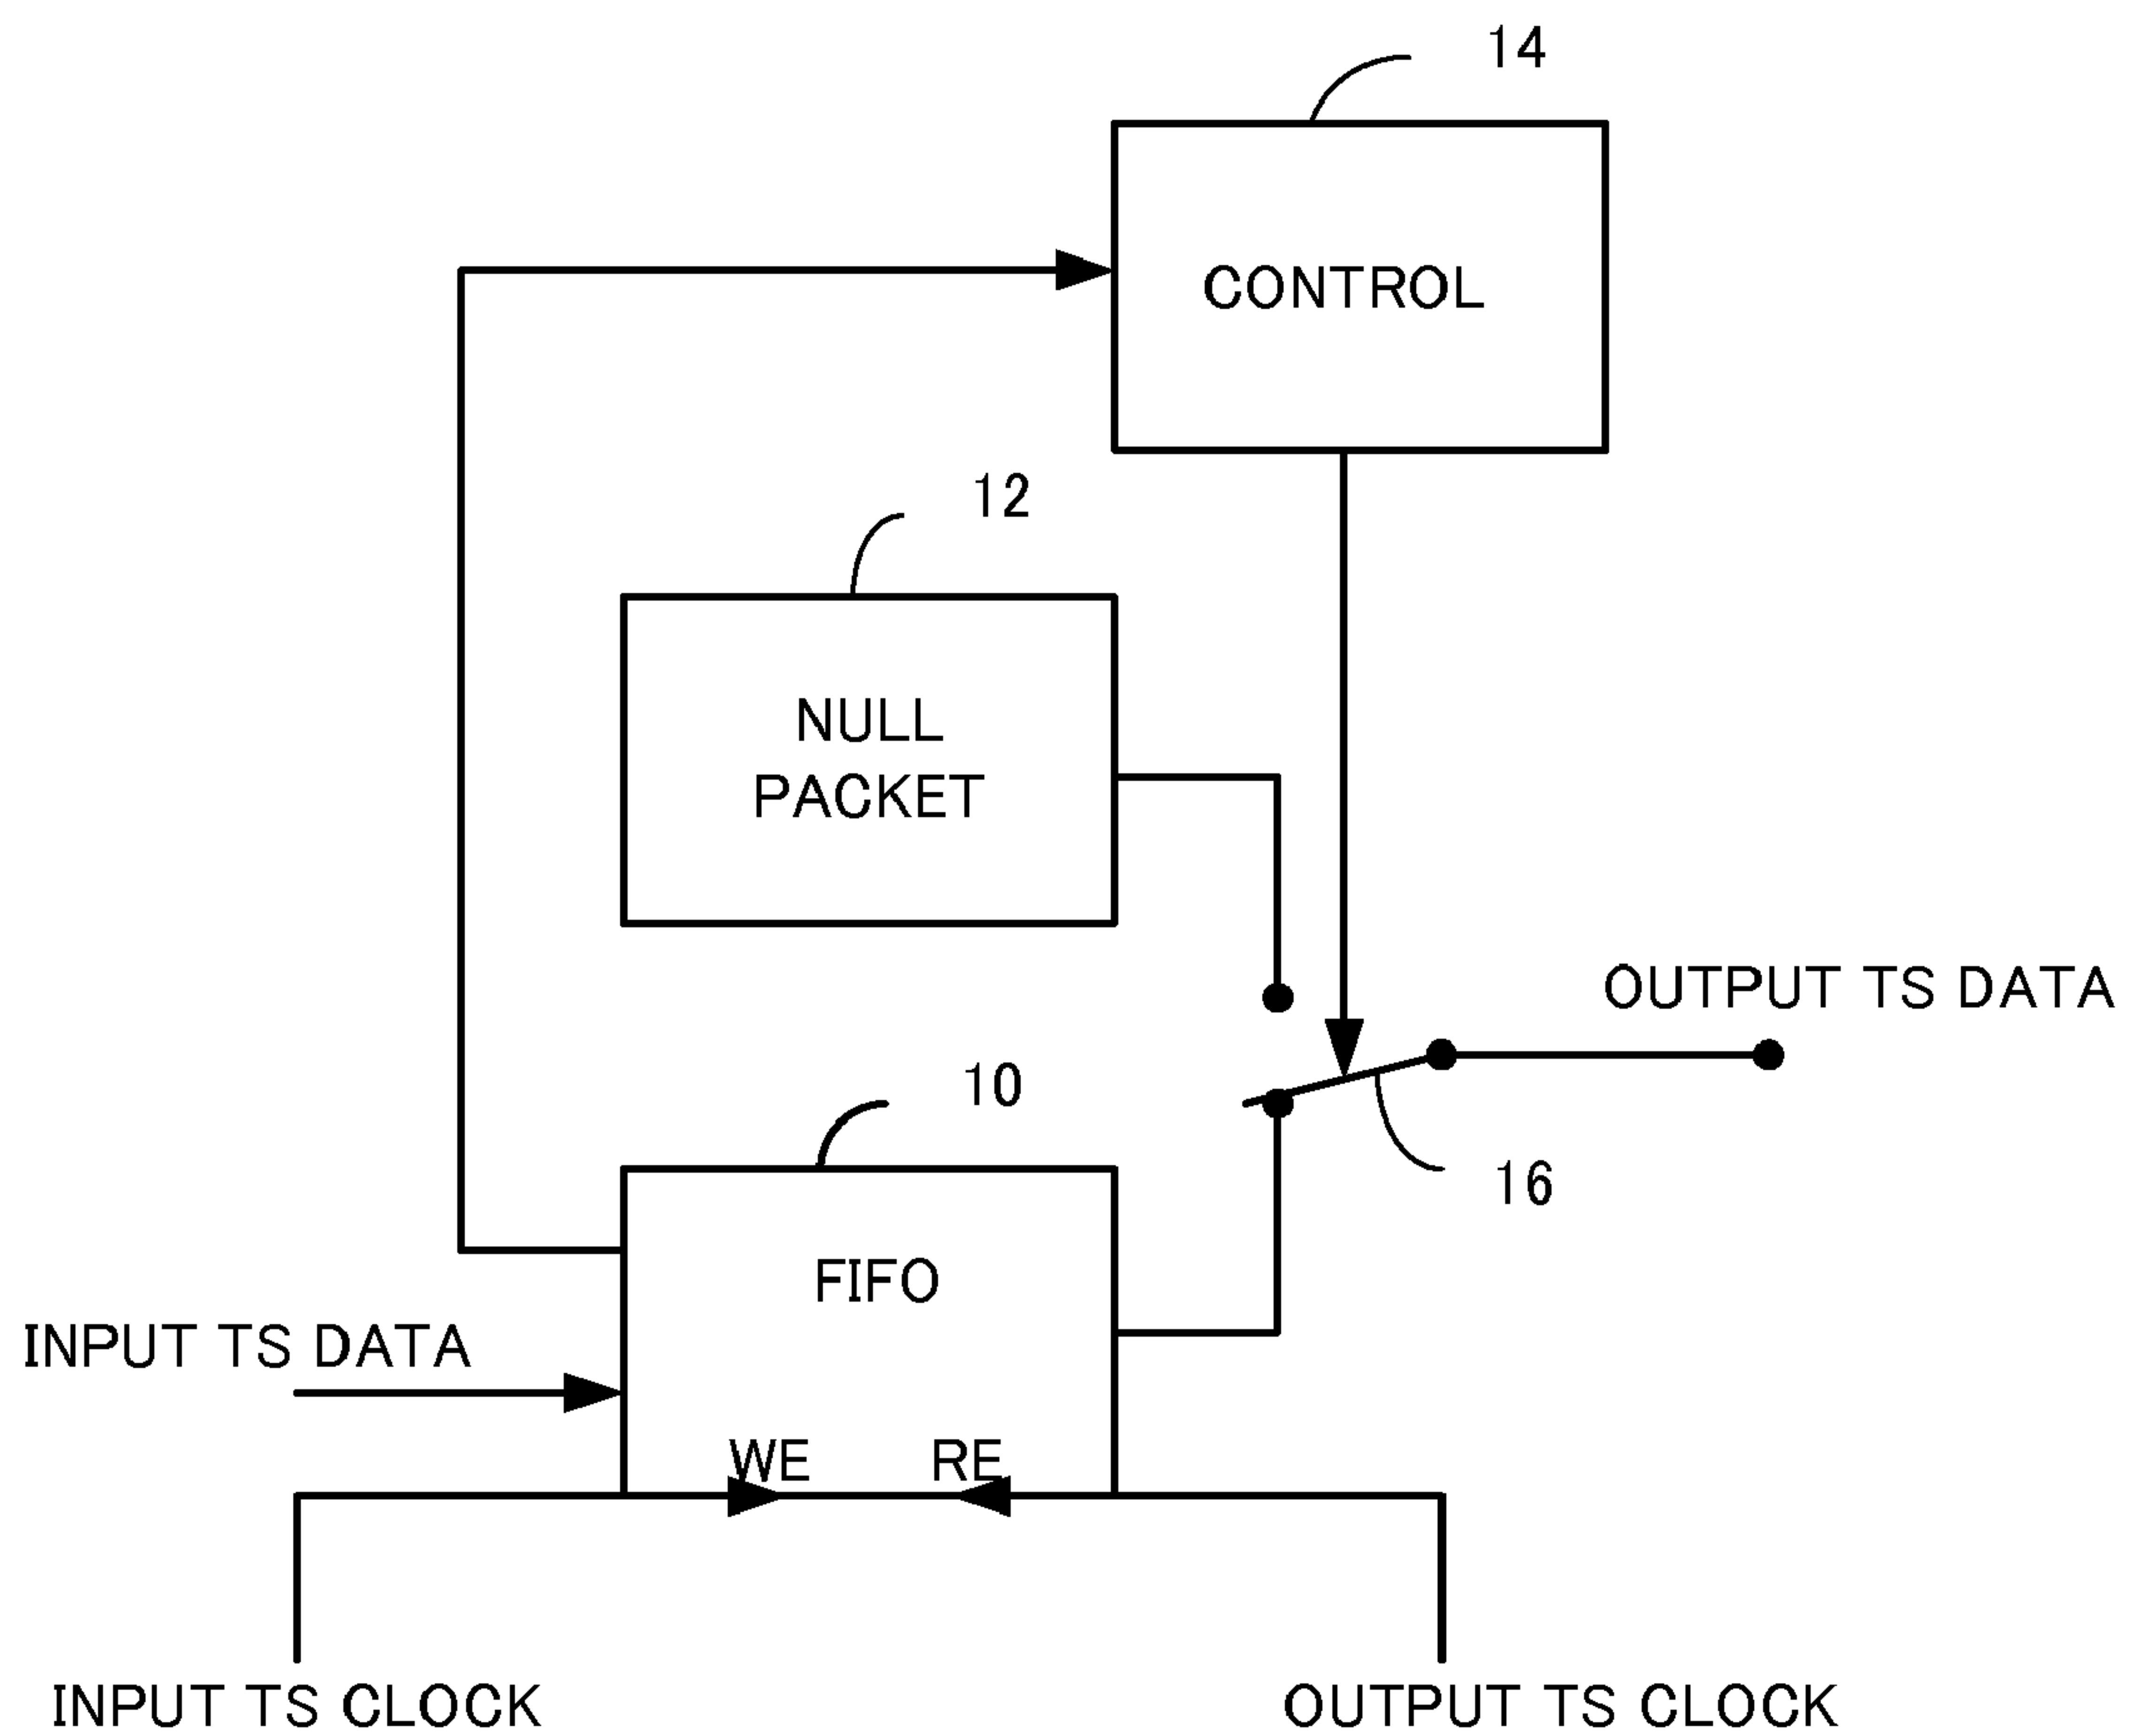 14
CONTROL
12
NULL
PACKET
OUTPUT TS DATA
10
16
FIFO
INPUT TS DATA
WE RE
INPUT TS CLOCK
OUTPUT TS CLOCK